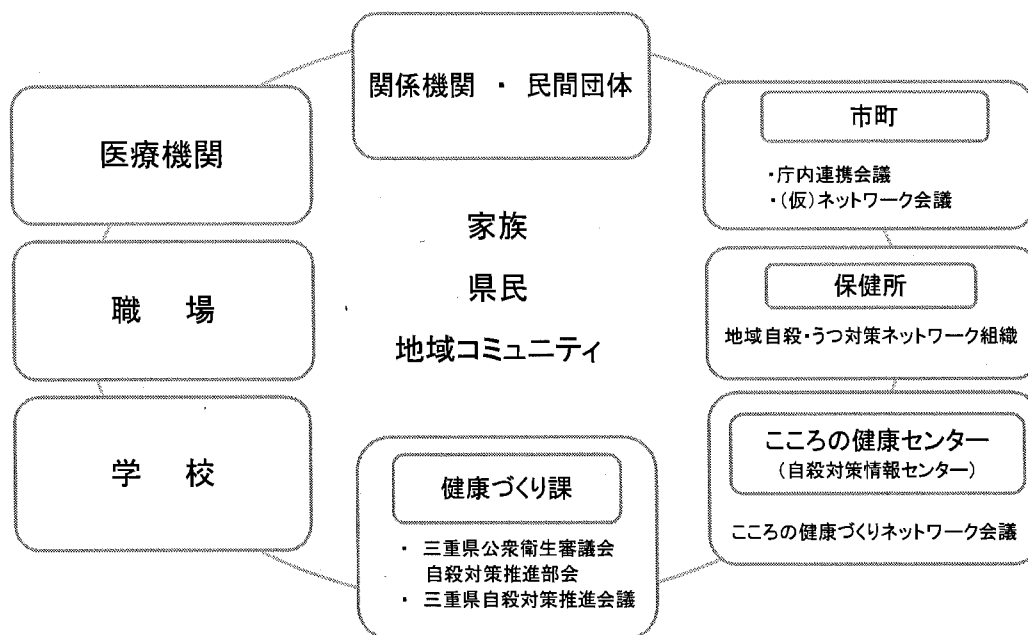 関係機関 ・ 民間団体
医療機関
職 場
学 校
家族
県民
地域コミュニティ
市町
・庁内連携会議
・(仮)ネットワーク会議
保健所
地域自殺・うつ対策ネットワーク組織
こころの健康センター
(自殺対策情報センター)
こころの健康づくりネットワーク会議
健康づくり課
・ 三重県公衆衛生審議会
自殺対策推進部会
・ 三重県自殺対策推進会議